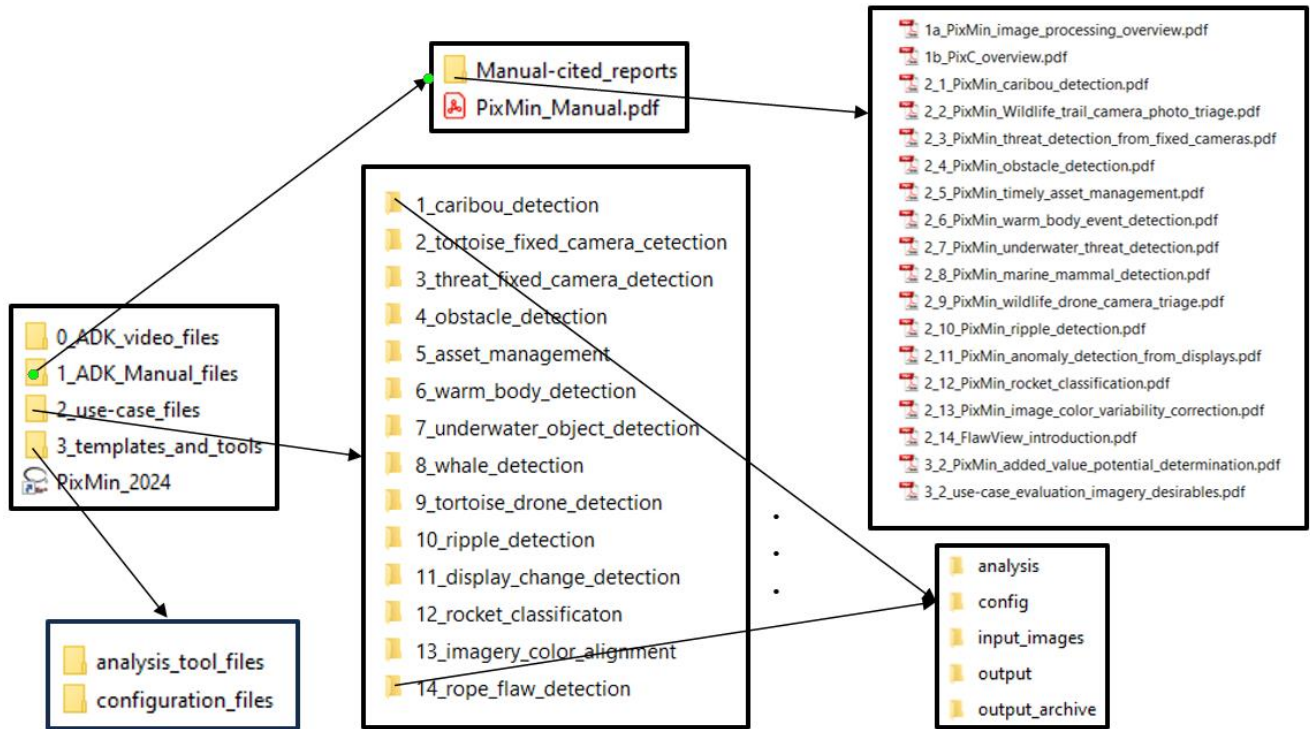 Manual-cited_reports
PixMin_Manual.pdf
1a_PixMin_image_processing_overview.pdf
1b_PixC_overview.pdf
2_1_PixMin_caribou_detection.pdf
2_2_PixMin_Wildlife_trail_camera_photo_triage.pdf
2_3_PixMin_threat_detection_from_fixed_cameras.pdf
2_4_PixMin_obstacle_detection.pdf
2_5_PixMin_timely_asset_management.pdf
2_6_PixMin_warm_body_event_detection.pdf
2_7_PixMin_underwater_threat_detection.pdf
2_8_PixMin_marine_mammal_detection.pdf
2_9_PixMin_wildlife_drone_camera_triage.pdf
2_10_PixMin_ripple_detection.pdf
2_11_PixMin_anomaly_detection_from_displays.pdf
2_12_PixMin_rocket_classification.pdf
2_13_PixMin_image_color_variability_correction.pdf
2_14_FlawView_introduction.pdf
3_2_PixMin_added_value_potential_determination.pdf
3_2_use-case_evaluation_imagery_desirables.pdf
0_ADK_video_files
1_ADK_Manual_files
2_use-case_files
3_templates_and_tools
PixMin_2024
1_caribou_detection
2_tortoise_fixed_camera_cetection
3_threat_fixed_camera_detection
4_obstacle_detection
5_asset_management
6_warm_body_detection
7_underwater_object_detection
8_whale_detection
9_tortoise_drone_detection
10_ripple_detection
11_display_change_detection
12_rocket_classificaton
13_imagery_color_alignment
14_rope_flaw_detection
analysis_tool_files
configuration_files
analysis
config
input_images
output
output_archive